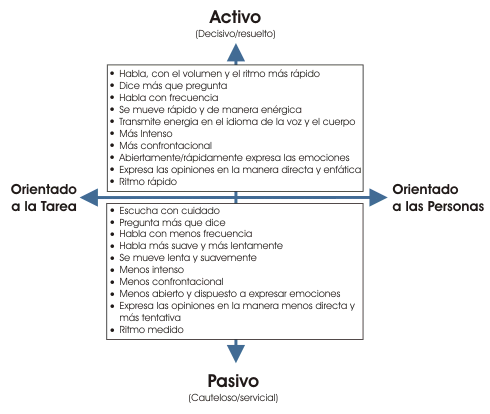 Activo
(Decisivo/resuelto)
• Habla, con el volumen y el ritmo más rápido
• Dice más que pregunta
• Habla con frecuencia
• Se mueve rápido y de manera enérgica
• Transmite energia en el idioma de la voz y el cuerpo
• Más Intenso
• Más confrontacional
• Abiertamente/rápidamente expresa las emociones
• Expresa las opiniones en la manera directa y enfática
• Ritmo rápido
Orientado
a la Tarea
Orientado
a las Personas
• Escucha con cuidado
• Pregunta más que dice
• Habla con menos frecuencia
• Habla más suave y más lentamente
• Se mueve lenta y suavemente
• Menos intenso
• Menos confrontacional
• Menos abierto y dispuesto a expresar emociones
• Expresa las opiniones en la manera menos directa y
más tentativa
• Ritmo medido
Pasivo
(Cauteloso/servicial)